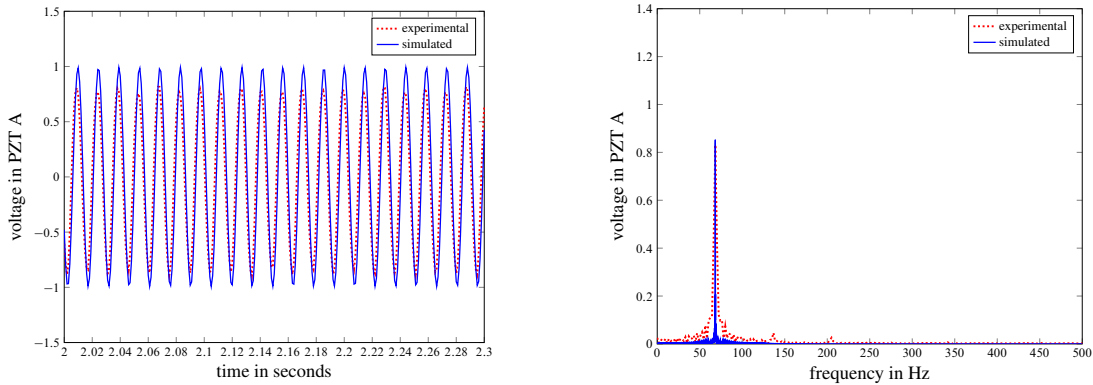 1.5
1
0.5
0
−0.5
−1
−1.5
voltage in PZT A
experimental
simulated
2 2.02 2.04 2.06 2.08 2.1 2.12 2.14 2.16 2.18 2.2 2.22 2.24 2.26 2.28 2.3
time in seconds
1.4
1.2
1
0.8
0.6
0.4
0.2
0
voltage in PZT A
experimental
simulated
0 50 100 150 200 250 300 350 400 450 500
frequency in Hz